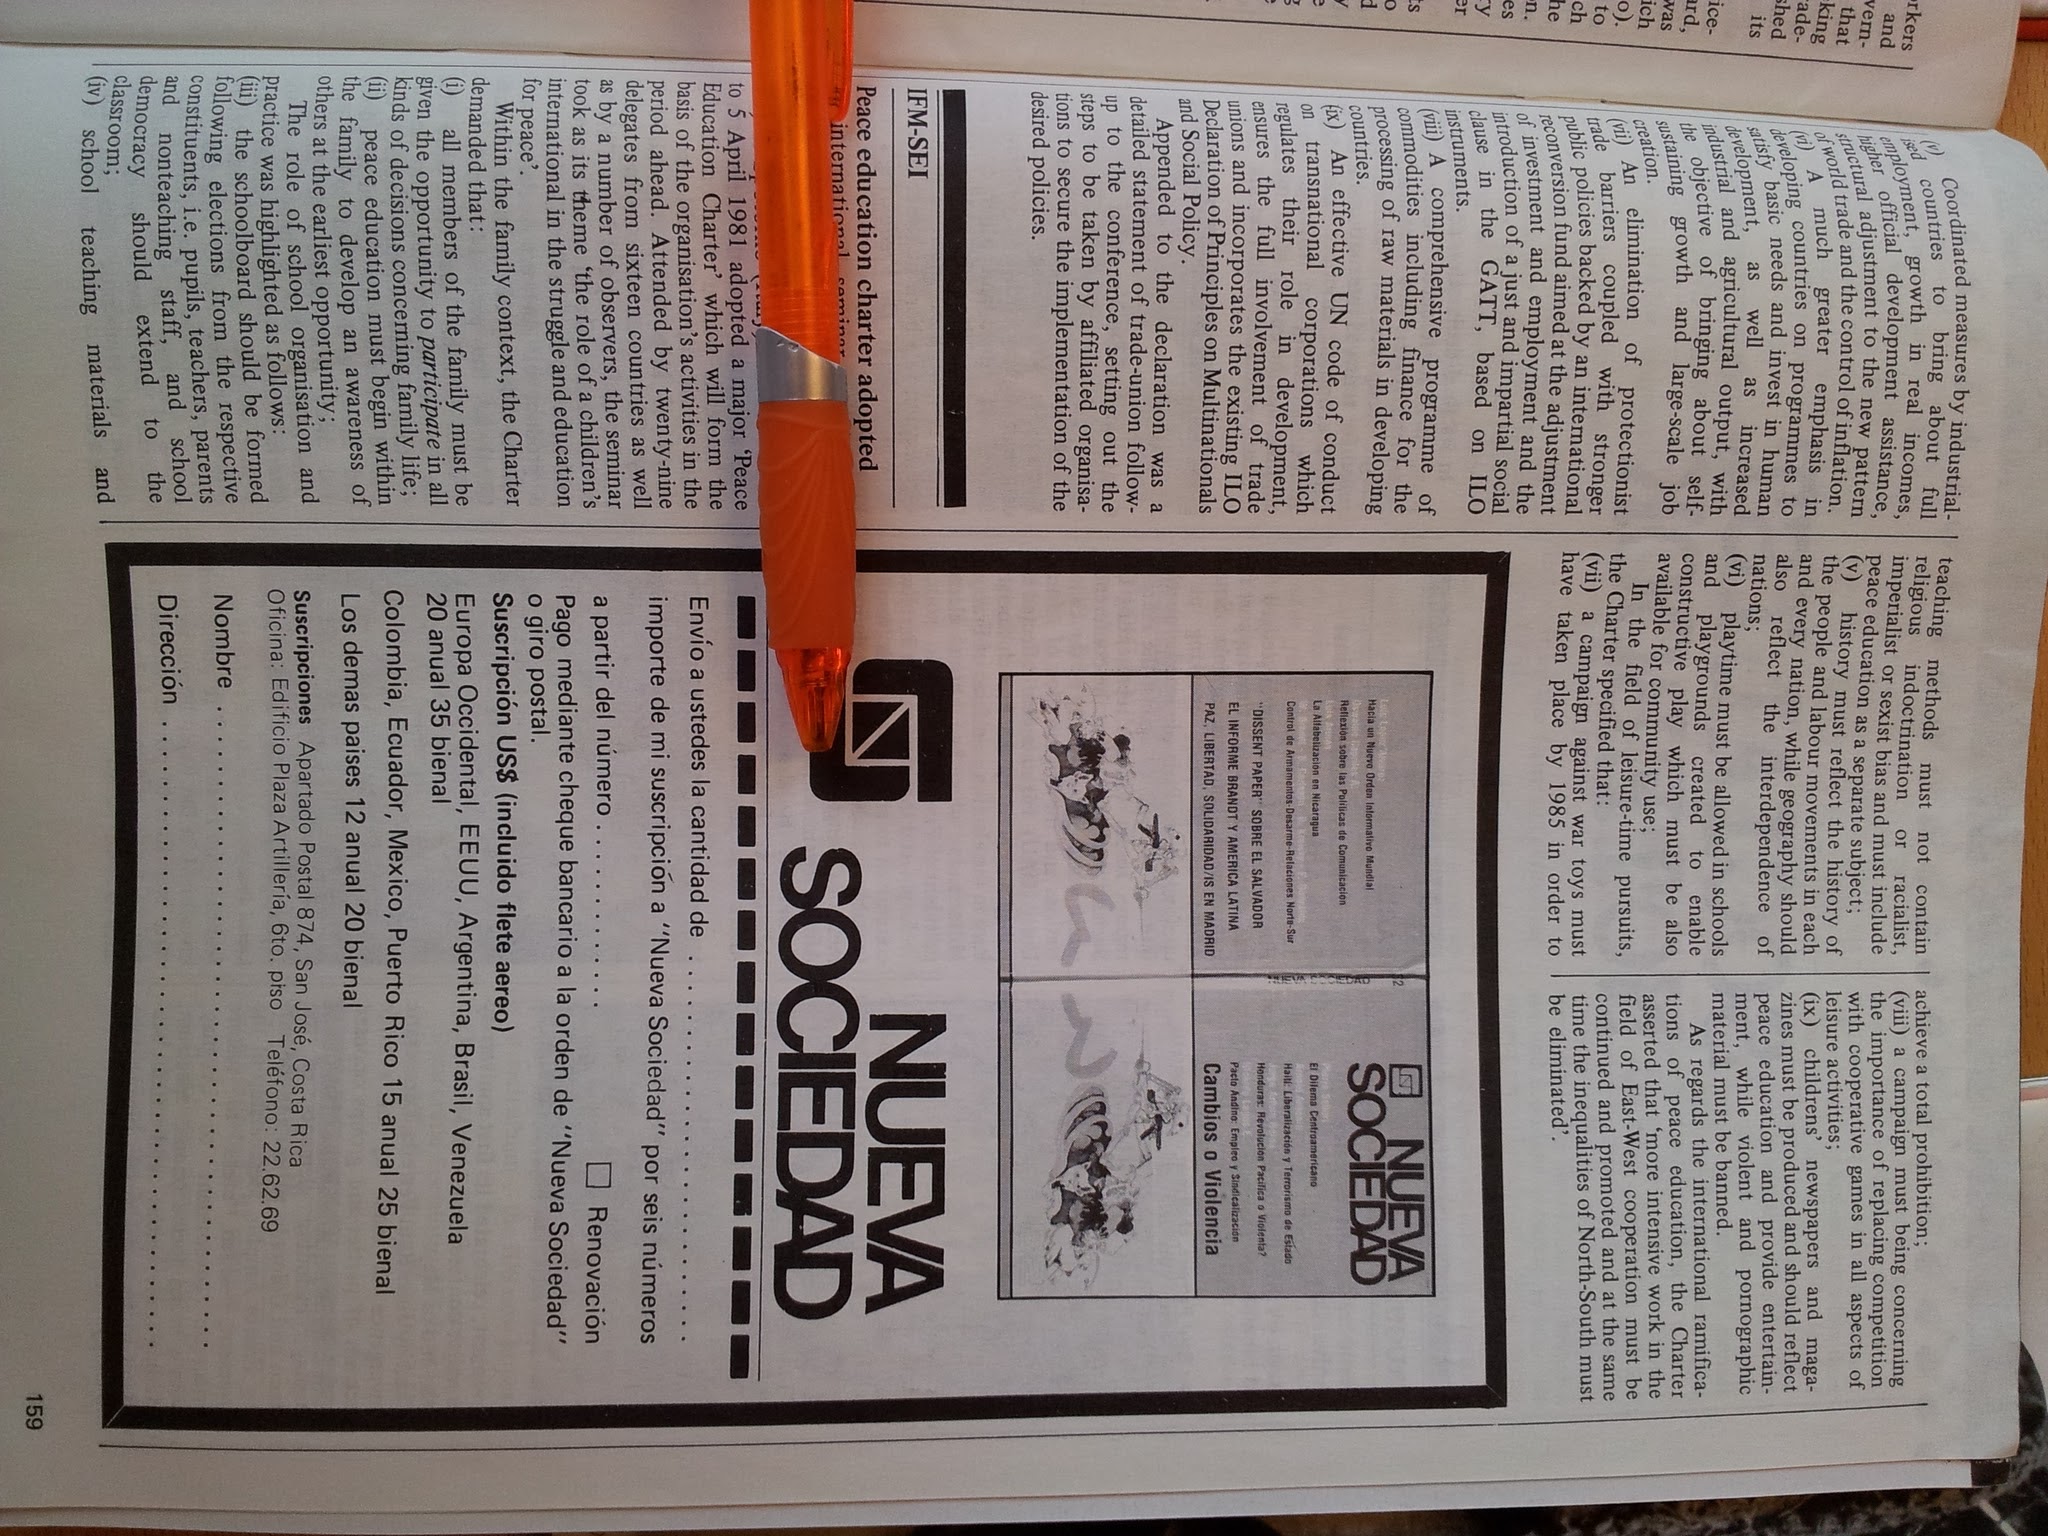 rkers
and
vern-
that
king
rade-
shed
its
ice-
ard,
was
ich
o).
to
ch
he
n.
es
cy
er
ts
o
d
y
(v) Coordinated measures by industrial-
ised countries to bring about full
employment, growth in real incomes,
higher official development assistance,
structural adjustment to the new pattern
of world trade and the control of inflation.
(vi) A much greater emphasis in
developing countries on programmes to
satisfy basic needs and invest in human
development, as well as increased
industrial and agricultural output, with
the objective of bringing about self-
sustaining growth and large-scale job
creation.
(vii) An elimination of protectionist
trade barriers coupled with stronger
public policies backed by an international
reconversion fund aimed at the adjustment
of investment and employment and the
introduction of a just and impartial social
clause in the GATT, based on ILO
instruments.
(viii) A comprehensive programme of
commodities including finance for the
processing of raw materials in developing
countries.
(ix) An effective UN code of conduct
on transnational corporations which
regulates their role in development,
ensures the full involvement of trade
unions and incorporates the existing ILO
Declaration of Principles on Multinationals
and Social Policy.
Appended to the declaration was a
detailed statement of trade-union follow-
up to the conference, setting out the
steps to be taken by affiliated organisa-
tions to secure the implementation of the
desired policies.
IFM-SEI
Peace education charter adopted
international seminar
to 5 April 1981 adopted a major 'Peace
Education Charter' which will form the
basis of the organisation's activities in the
period ahead. Attended by twenty-nine
delegates from sixteen countries as well
as by a number of observers, the seminar
took as its theme 'the role of a children's
international in the struggle and education
for peace'.
Within the family context, the Charter
demanded that:
(i) all members of the family must be
given the opportunity to participate in all
kinds of decisions concerning family life;
(ii) peace education must begin within
the family to develop an awareness of
others at the earliest opportunity;
The role of school organisation and
practice was highlighted as follows:
(iii) the schoolboard should be formed
following elections from the respective
constituents, i.e. pupils, teachers, parents
and nonteaching staff, and school
democracy should extend to the
classroom;
(iv) school teaching materials and
teaching methods must not contain
religious indoctrination or racialist,
imperialist or sexist bias and must include
peace education as a separate subject;
(v) history must reflect the history of
the people and labour movements in each
and every nation, while geography should
also reflect the interdependence of
nations;
(vi) playtime must be allowed in schools
and playgrounds created to enable
constructive play which must be also
available for community use;
In the field of leisure-time pursuits,
the Charter specified that:
(vii) a campaign against war toys must
have taken place by 1985 in order to
achieve a total prohibition;
(viii) a campaign must being concerning
the importance of replacing competition
with cooperative games in all aspects of
leisure activities;
(ix) childrens' newspapers and maga-
zines must be produced and should reflect
peace education and provide entertain-
ment, while violent and pornographic
material must be banned.
As regards the international ramifica-
tions of peace education, the Charter
asserted that 'more intensive work in the
field of East-West cooperation must be
continued and promoted and at the same
time the inequalities of North-South must
be eliminated'.
Hacia un Nuevo Orden Informativo Mundial
Reflexión sobre las Políticas de Comunicación
La Alfabetización en Nicaragua
Control de Armamentos-Desarme-Relaciones Norte-Sur
"DISSENT PAPER" SOBRE EL SALVADOR
EL INFORME BRANDT Y AMERICA LATINA
PAZ, LIBERTAD, SOLIDARIDAD/IS EN MADRID
NUEVA
SOCIEDAD
El Dilema Centroamericano
Haití: Liberalización y Terrorismo de Estado
Honduras: Revolución Pacífica o Violenta?
Pacto Andino: Empleo y Sindicalización
Cambios o Violencia
NUEVA
SOCIEDAD
Envío a ustedes la cantidad de . . . . . . . . . . . . . . . . . . . . . . . . . . . . .
importe de mi suscripción a "Nueva Sociedad" por seis números
a partir del número . . . . . . . . . . . . . . ☐ Renovación
Pago mediante cheque bancario a la orden de "Nueva Sociedad"
o giro postal.
Suscripción US$ (incluido flete aereo)
Europa Occidental, EEUU, Argentina, Brasil, Venezuela
20 anual 35 bienal
Colombia, Ecuador, Mexico, Puerto Rico 15 anual 25 bienal
Los demas paises 12 anual 20 bienal
Suscripciones Apartado Postal 874, San José, Costa Rica
Oficina: Edificio Plaza Artillería, 6to. piso Teléfono: 22.62.69
Nombre . . . . . . . . . . . . . . . . . . . . . . . . . . . . . . . . . . . . . . . . . . . . . .
Dirección . . . . . . . . . . . . . . . . . . . . . . . . . . . . . . . . . . . . . . . . . . . . . .
159